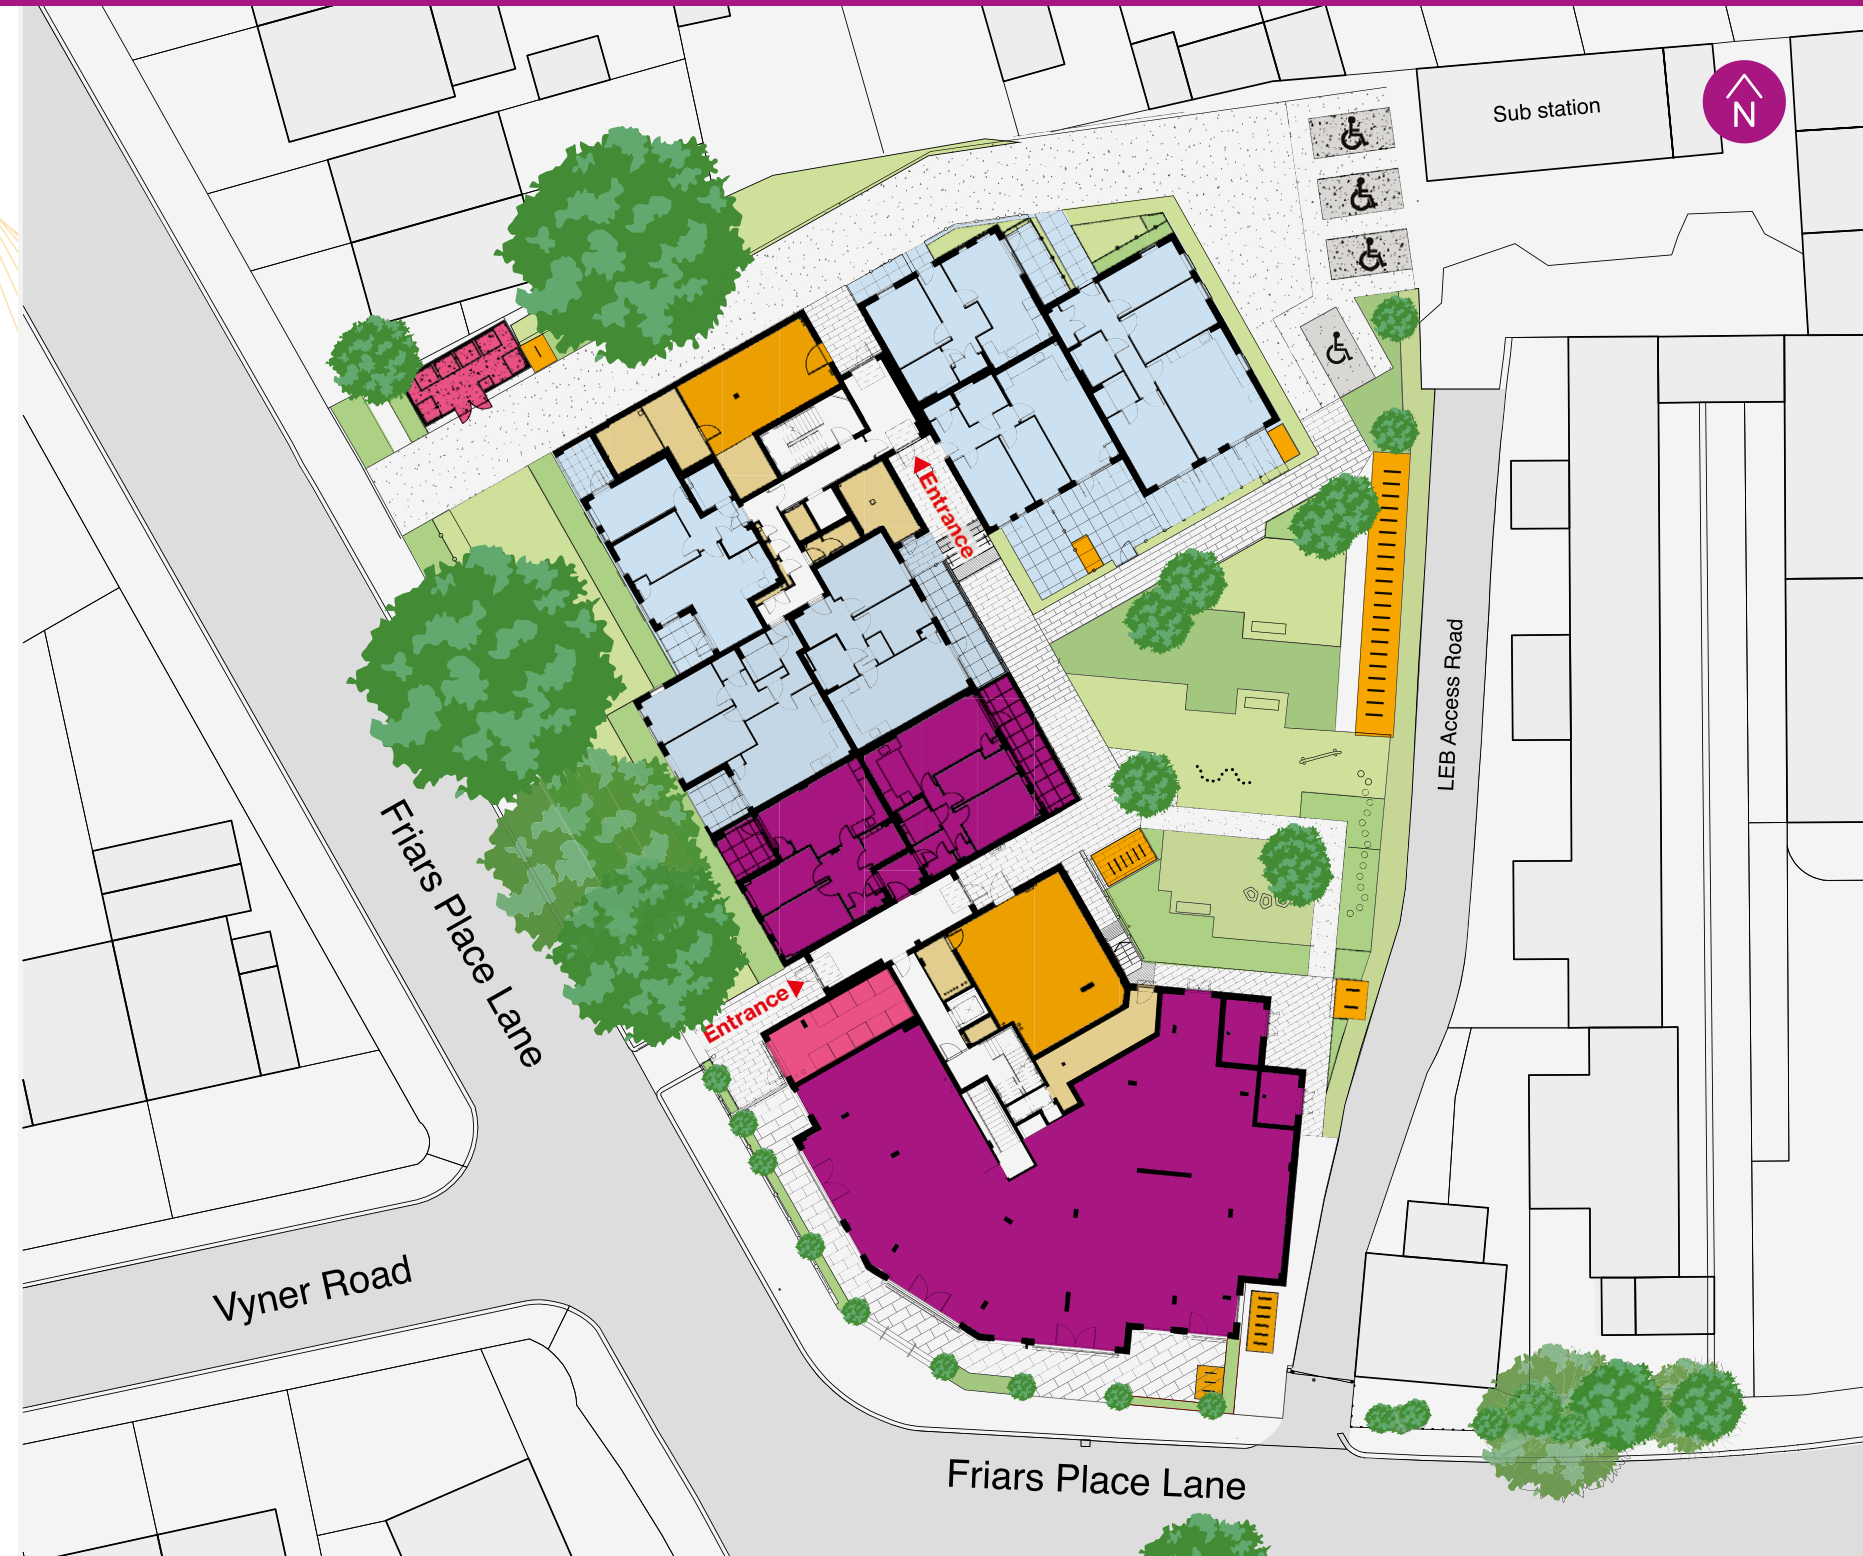 Sub station
N
Entrance
LEB Access Road
Friars Place Lane
Entrance
Vyner Road
Friars Place Lane